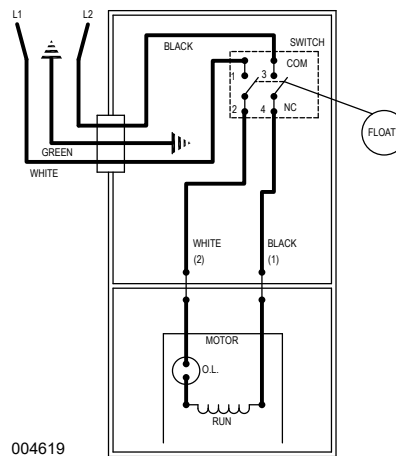 L1
L2
BLACK
SWITCH
COM
1
3
2
4
NC
FLOAT
GREEN
WHITE
WHITE
(2)
BLACK
(1)
MOTOR
O.L.
RUN
004619